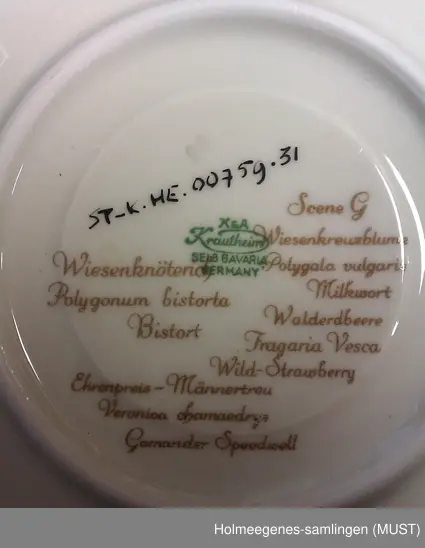 ST-K.HE.00759.31
Scene G
K&A
Krautheim
SELB BAVARIA
GERMANY
Wiesenkreuzblume
Polygala vulgaris
Milkwort
Wiesenknöterich
Polygonum bistorta
Bistort
Walderdbeere
Fragaria Vesca
Wild-Strawberry
Ehrenpreis-Männertreu
Veronica chamaedrys
Gamander Speedwell
Holmeegenes-samlingen (MUST)